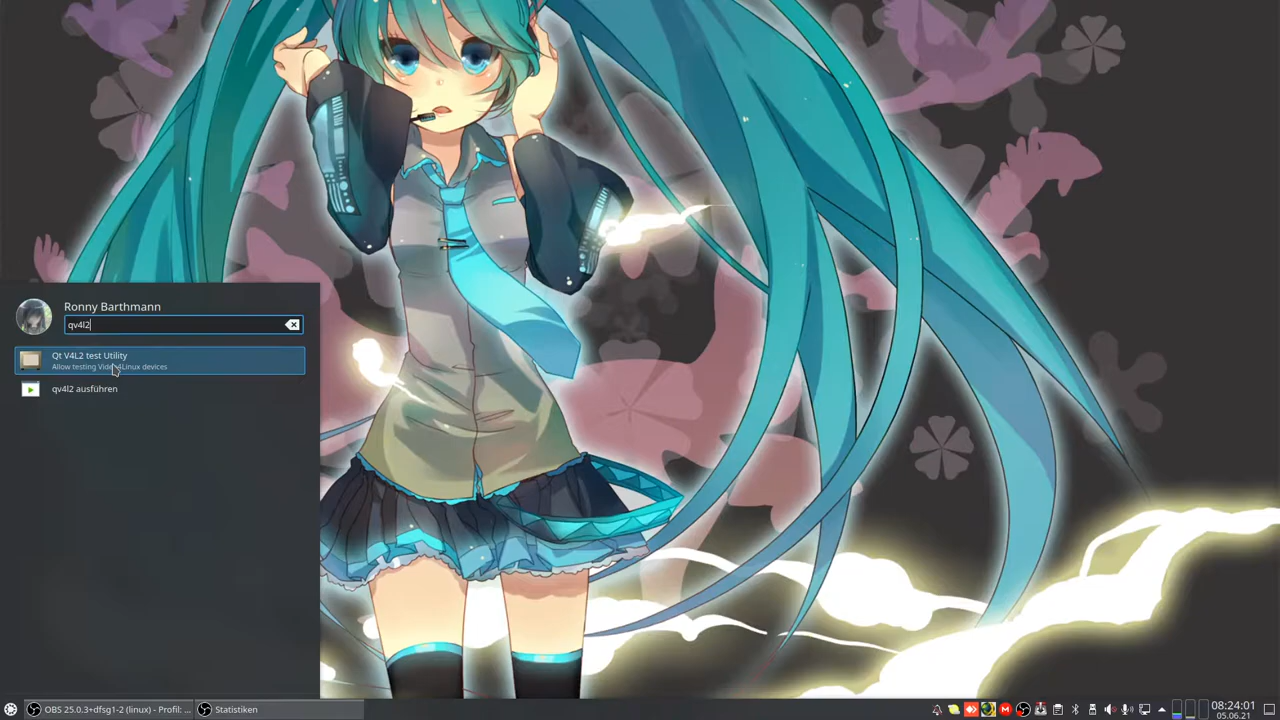 Ronny Barthmann
qv4l2
Qt V4L2 test Utility
Allow testing Video4Linux devices
qv4l2 ausführen
OBS 25.0.3+dfsg1-2 (linux) - Profil: ...
Statistiken
08:24:01
05.06.21